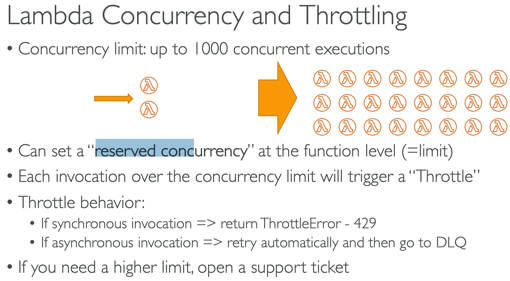 Lambda Concurrency and Throttling
• Concurrency limit: up to 1000 concurrent executions
• Can set a “reserved concurrency” at the function level (=limit)
• Each invocation over the concurrency limit will trigger a “Throttle”
• Throttle behavior:
• If synchronous invocation => return ThrottleError - 429
• If asynchronous invocation => retry automatically and then go to DLQ
• If you need a higher limit, open a support ticket